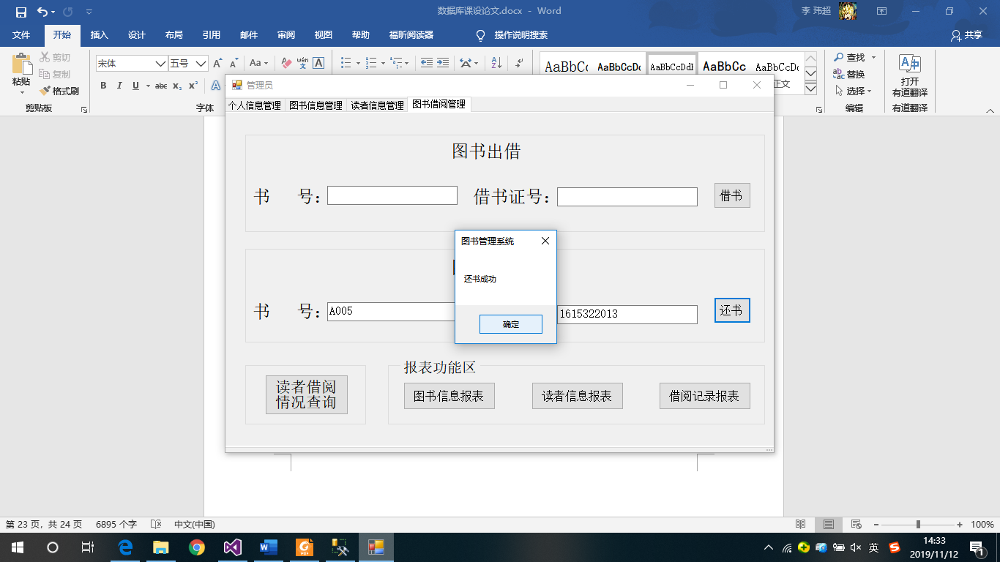 数据库课设论文.docx - Word
李 玮超
文件 开始 插入 设计 布局 引用 邮件 审阅 视图 帮助 福昕阅读器 操作说明搜索 共享
粘贴
剪切
复制
格式刷
剪贴板
宋体 五号
字体
AaBbCc AaBbCcDc AaBbCcDdE AaBbCc AaBbCcDc
正文
查找
替换
选择
编辑
打开
有道翻译
有道翻译
管理员
个人信息管理 图书信息管理 读者信息管理 图书借阅管理
图书出借
书 号: 借书证号: 借书
图书管理系统
还书成功
确定
书 号: A005 1615322013 还书
读者借阅
情况查询
报表功能区
图书信息报表 读者信息报表 借阅记录报表
第 23 页，共 24 页 6895 个字 中文(中国) 100%
英
14:33
2019/11/12
1